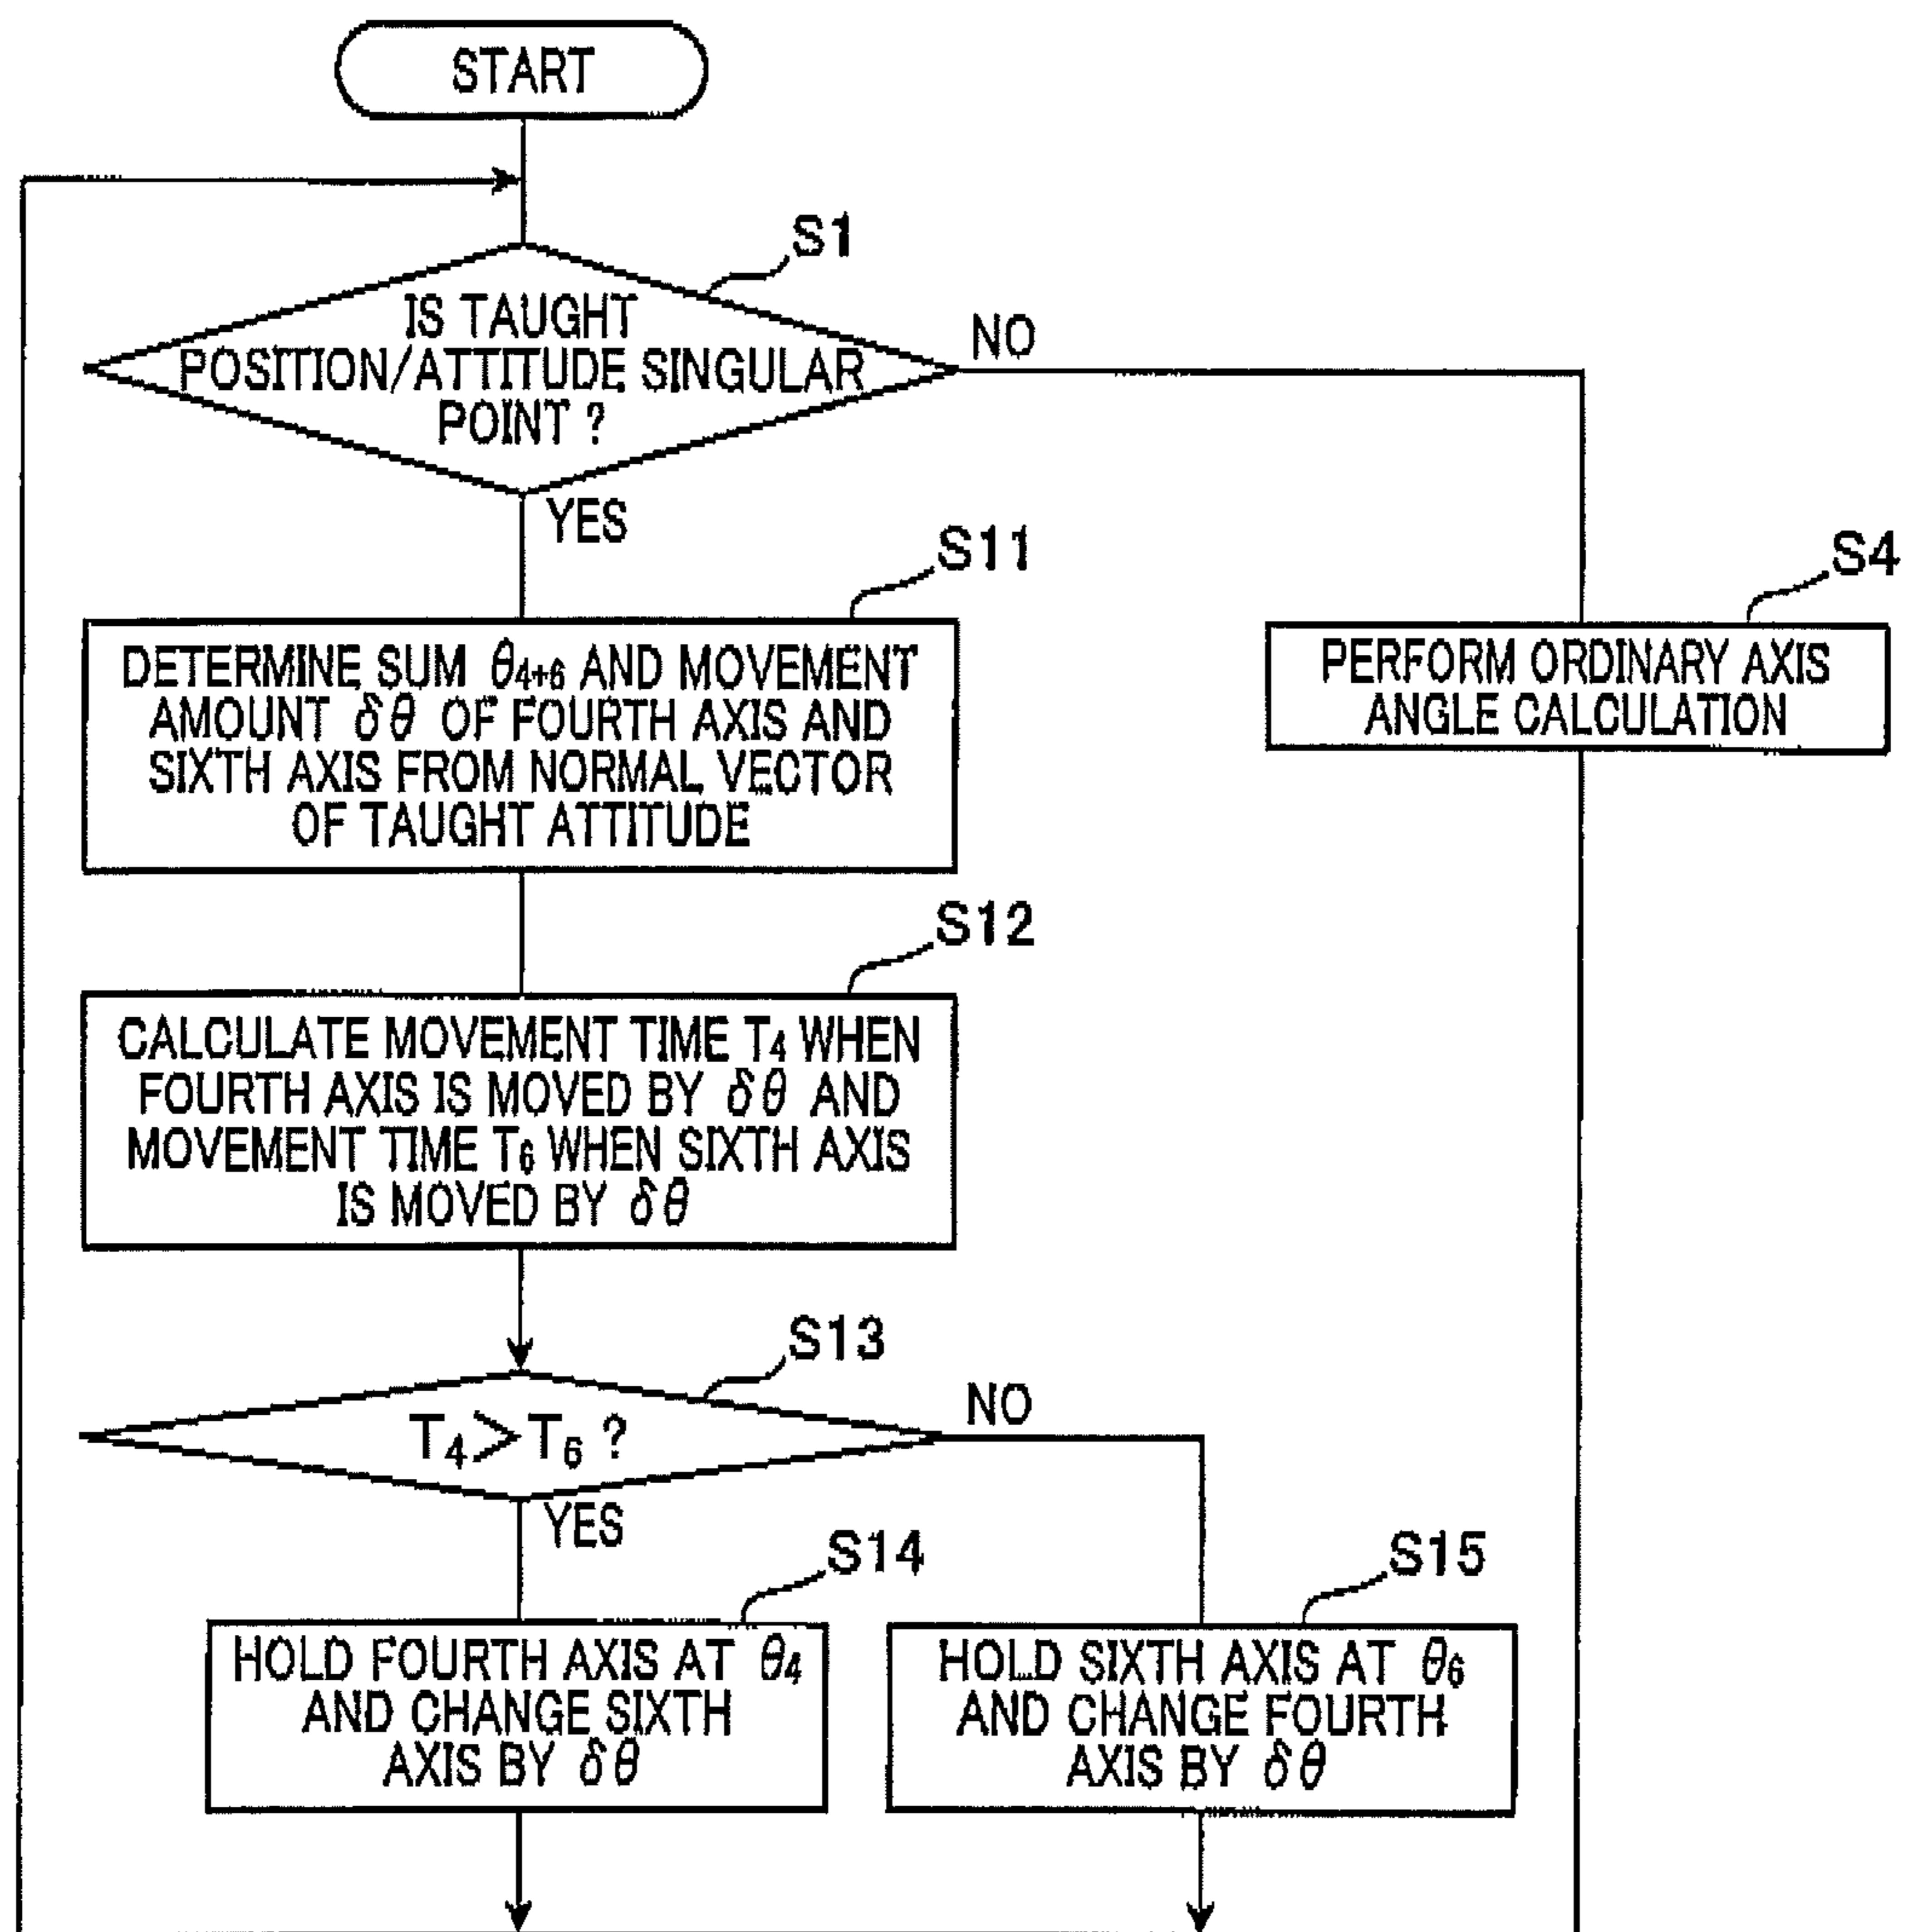 START
S1
IS TAUGHT
POSITION/ATTITUDE SINGULAR
POINT ?
NO
YES
S11
DETERMINE SUM θ4+6 AND MOVEMENT
AMOUNT δθ OF FOURTH AXIS AND
SIXTH AXIS FROM NORMAL VECTOR
OF TAUGHT ATTITUDE
S4
PERFORM ORDINARY AXIS
ANGLE CALCULATION
S12
CALCULATE MOVEMENT TIME T4 WHEN
FOURTH AXIS IS MOVED BY δθ AND
MOVEMENT TIME T6 WHEN SIXTH AXIS
IS MOVED BY δθ
S13
T4>T6 ?
NO
YES
S14
HOLD FOURTH AXIS AT θ4
AND CHANGE SIXTH
AXIS BY δθ
S15
HOLD SIXTH AXIS AT θ6
AND CHANGE FOURTH
AXIS BY δθ